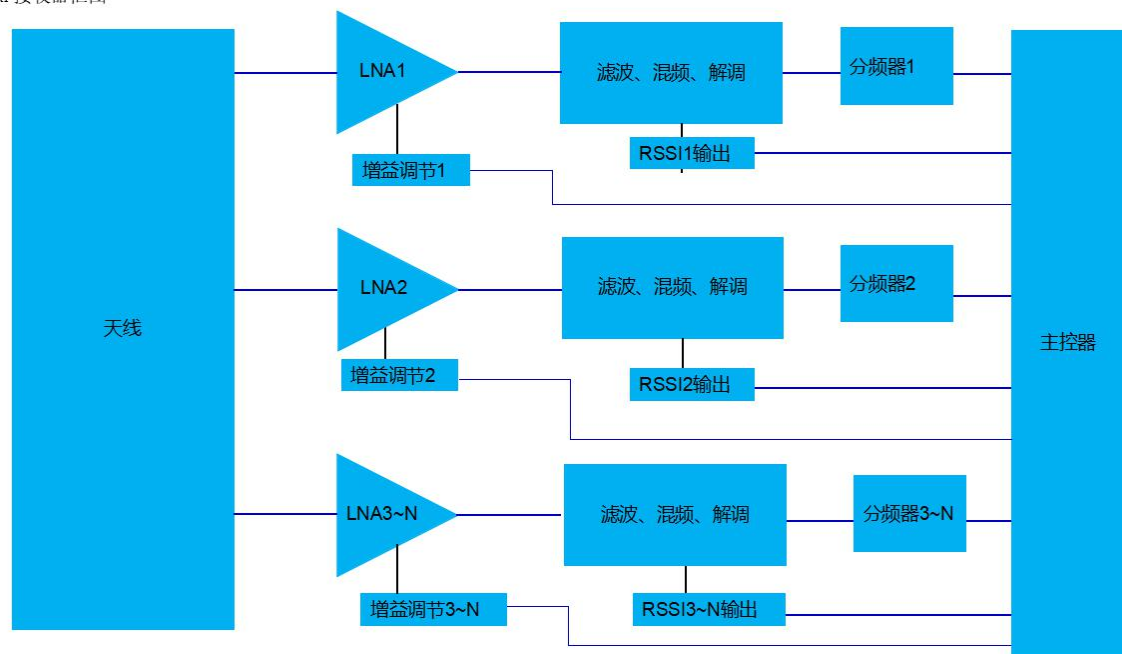 LNA1
滤波、混频、解调
分频器1
RSSI1输出
增益调节1
天线
LNA2
滤波、混频、解调
分频器2
主控器
增益调节2
RSSI2输出
LNA3~N
滤波、混频、解调
分频器3~N
增益调节3~N
RSSI3~N输出